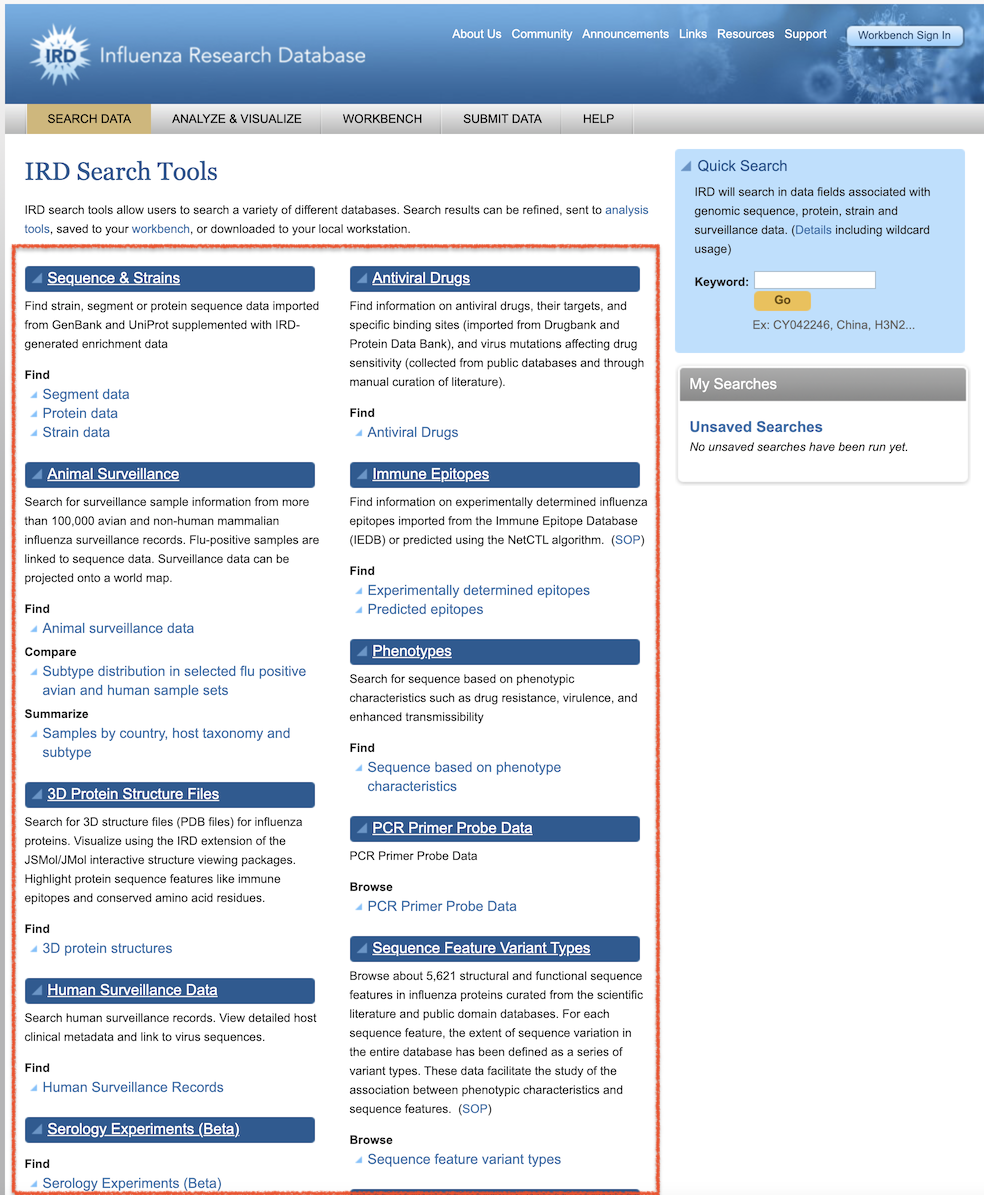 About Us Community Announcements Links Resources Support Workbench Sign In
IRD Influenza Research Database
SEARCH DATA ANALYZE & VISUALIZE WORKBENCH SUBMIT DATA HELP
IRD Search Tools
IRD search tools allow users to search a variety of different databases. Search results can be refined, sent to analysis
tools, saved to your workbench, or downloaded to your local workstation.
Sequence & Strains
Find strain, segment or protein sequence data imported
from GenBank and UniProt supplemented with IRD-
generated enrichment data
Find
Segment data
Protein data
Strain data
Animal Surveillance
Search for surveillance sample information from more
than 100,000 avian and non-human mammalian
influenza surveillance records. Flu-positive samples are
linked to sequence data. Surveillance data can be
projected onto a world map.
Find
Animal surveillance data
Compare
Subtype distribution in selected flu positive
avian and human sample sets
Summarize
Samples by country, host taxonomy and
subtype
3D Protein Structure Files
Search for 3D structure files (PDB files) for influenza
proteins. Visualize using the IRD extension of the
JSMol/JMol interactive structure viewing packages.
Highlight protein sequence features like immune
epitopes and conserved amino acid residues.
Find
3D protein structures
Human Surveillance Data
Search human surveillance records. View detailed host
clinical metadata and link to virus sequences.
Find
Human Surveillance Records
Serology Experiments (Beta)
Find
Serology Experiments (Beta)
Antiviral Drugs
Find information on antiviral drugs, their targets, and
specific binding sites (imported from Drugbank and
Protein Data Bank), and virus mutations affecting drug
sensitivity (collected from public databases and through
manual curation of literature).
Find
Antiviral Drugs
Immune Epitopes
Find information on experimentally determined influenza
epitopes imported from the Immune Epitope Database
(IEDB) or predicted using the NetCTL algorithm. (SOP)
Find
Experimentally determined epitopes
Predicted epitopes
Phenotypes
Search for sequence based on phenotypic
characteristics such as drug resistance, virulence, and
enhanced transmissibility
Find
Sequence based on phenotype
characteristics
PCR Primer Probe Data
PCR Primer Probe Data
Browse
PCR Primer Probe Data
Sequence Feature Variant Types
Browse about 5,621 structural and functional sequence
features in influenza proteins curated from the scientific
literature and public domain databases. For each
sequence feature, the extent of sequence variation in
the entire database has been defined as a series of
variant types. These data facilitate the study of the
association between phenotypic characteristics and
sequence features. (SOP)
Browse
Sequence feature variant types
Quick Search
IRD will search in data fields associated with
genomic sequence, protein, strain and
surveillance data. (Details including wildcard
usage)
Keyword:
Go
Ex: CY042246, China, H3N2...
My Searches
Unsaved Searches
No unsaved searches have been run yet.